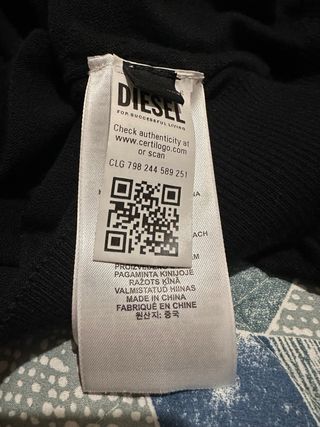 DIESEL
FOR SUCCESSFUL LIVING
Check authenticity at
www.certilogo.com
or scan
CLG 798 244 589 251
PAGAMINTA KINIJOJE
RAŽOTS ĶĪNĀ
VALMISTATUD HIINAS
MADE IN CHINA
FABRIQUÉ EN CHINE
원산지: 중국